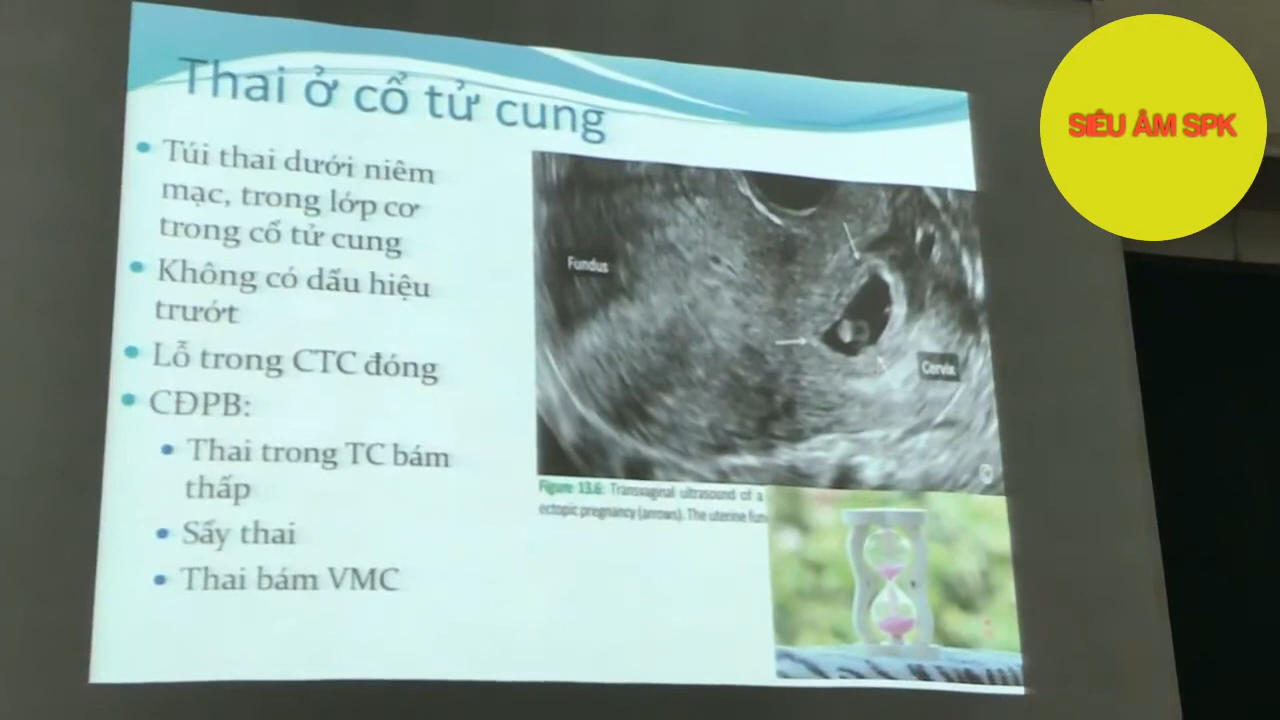 Thai ở cổ tử cung
SIÊU ÂM SPK
Túi thai dưới niêm
mạc, trong lớp cơ
trong cổ tử cung
Không có dấu hiệu
trướt
Lỗ trong CTC đóng
CĐPB:
Thai trong TC bám
thấp
Sẩy thai
Thai bám VMC
Fundus
Cervix
Figure 13.6: Transvaginal ultrasound of a
ectopic pregnancy (arrows). The uterine fun